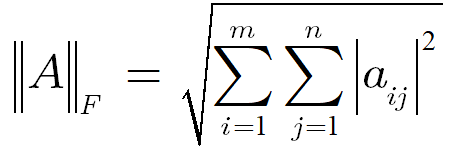 ‖A‖_F = √(∑_{i=1}^{m} ∑_{j=1}^{n} |a_{ij}|²)